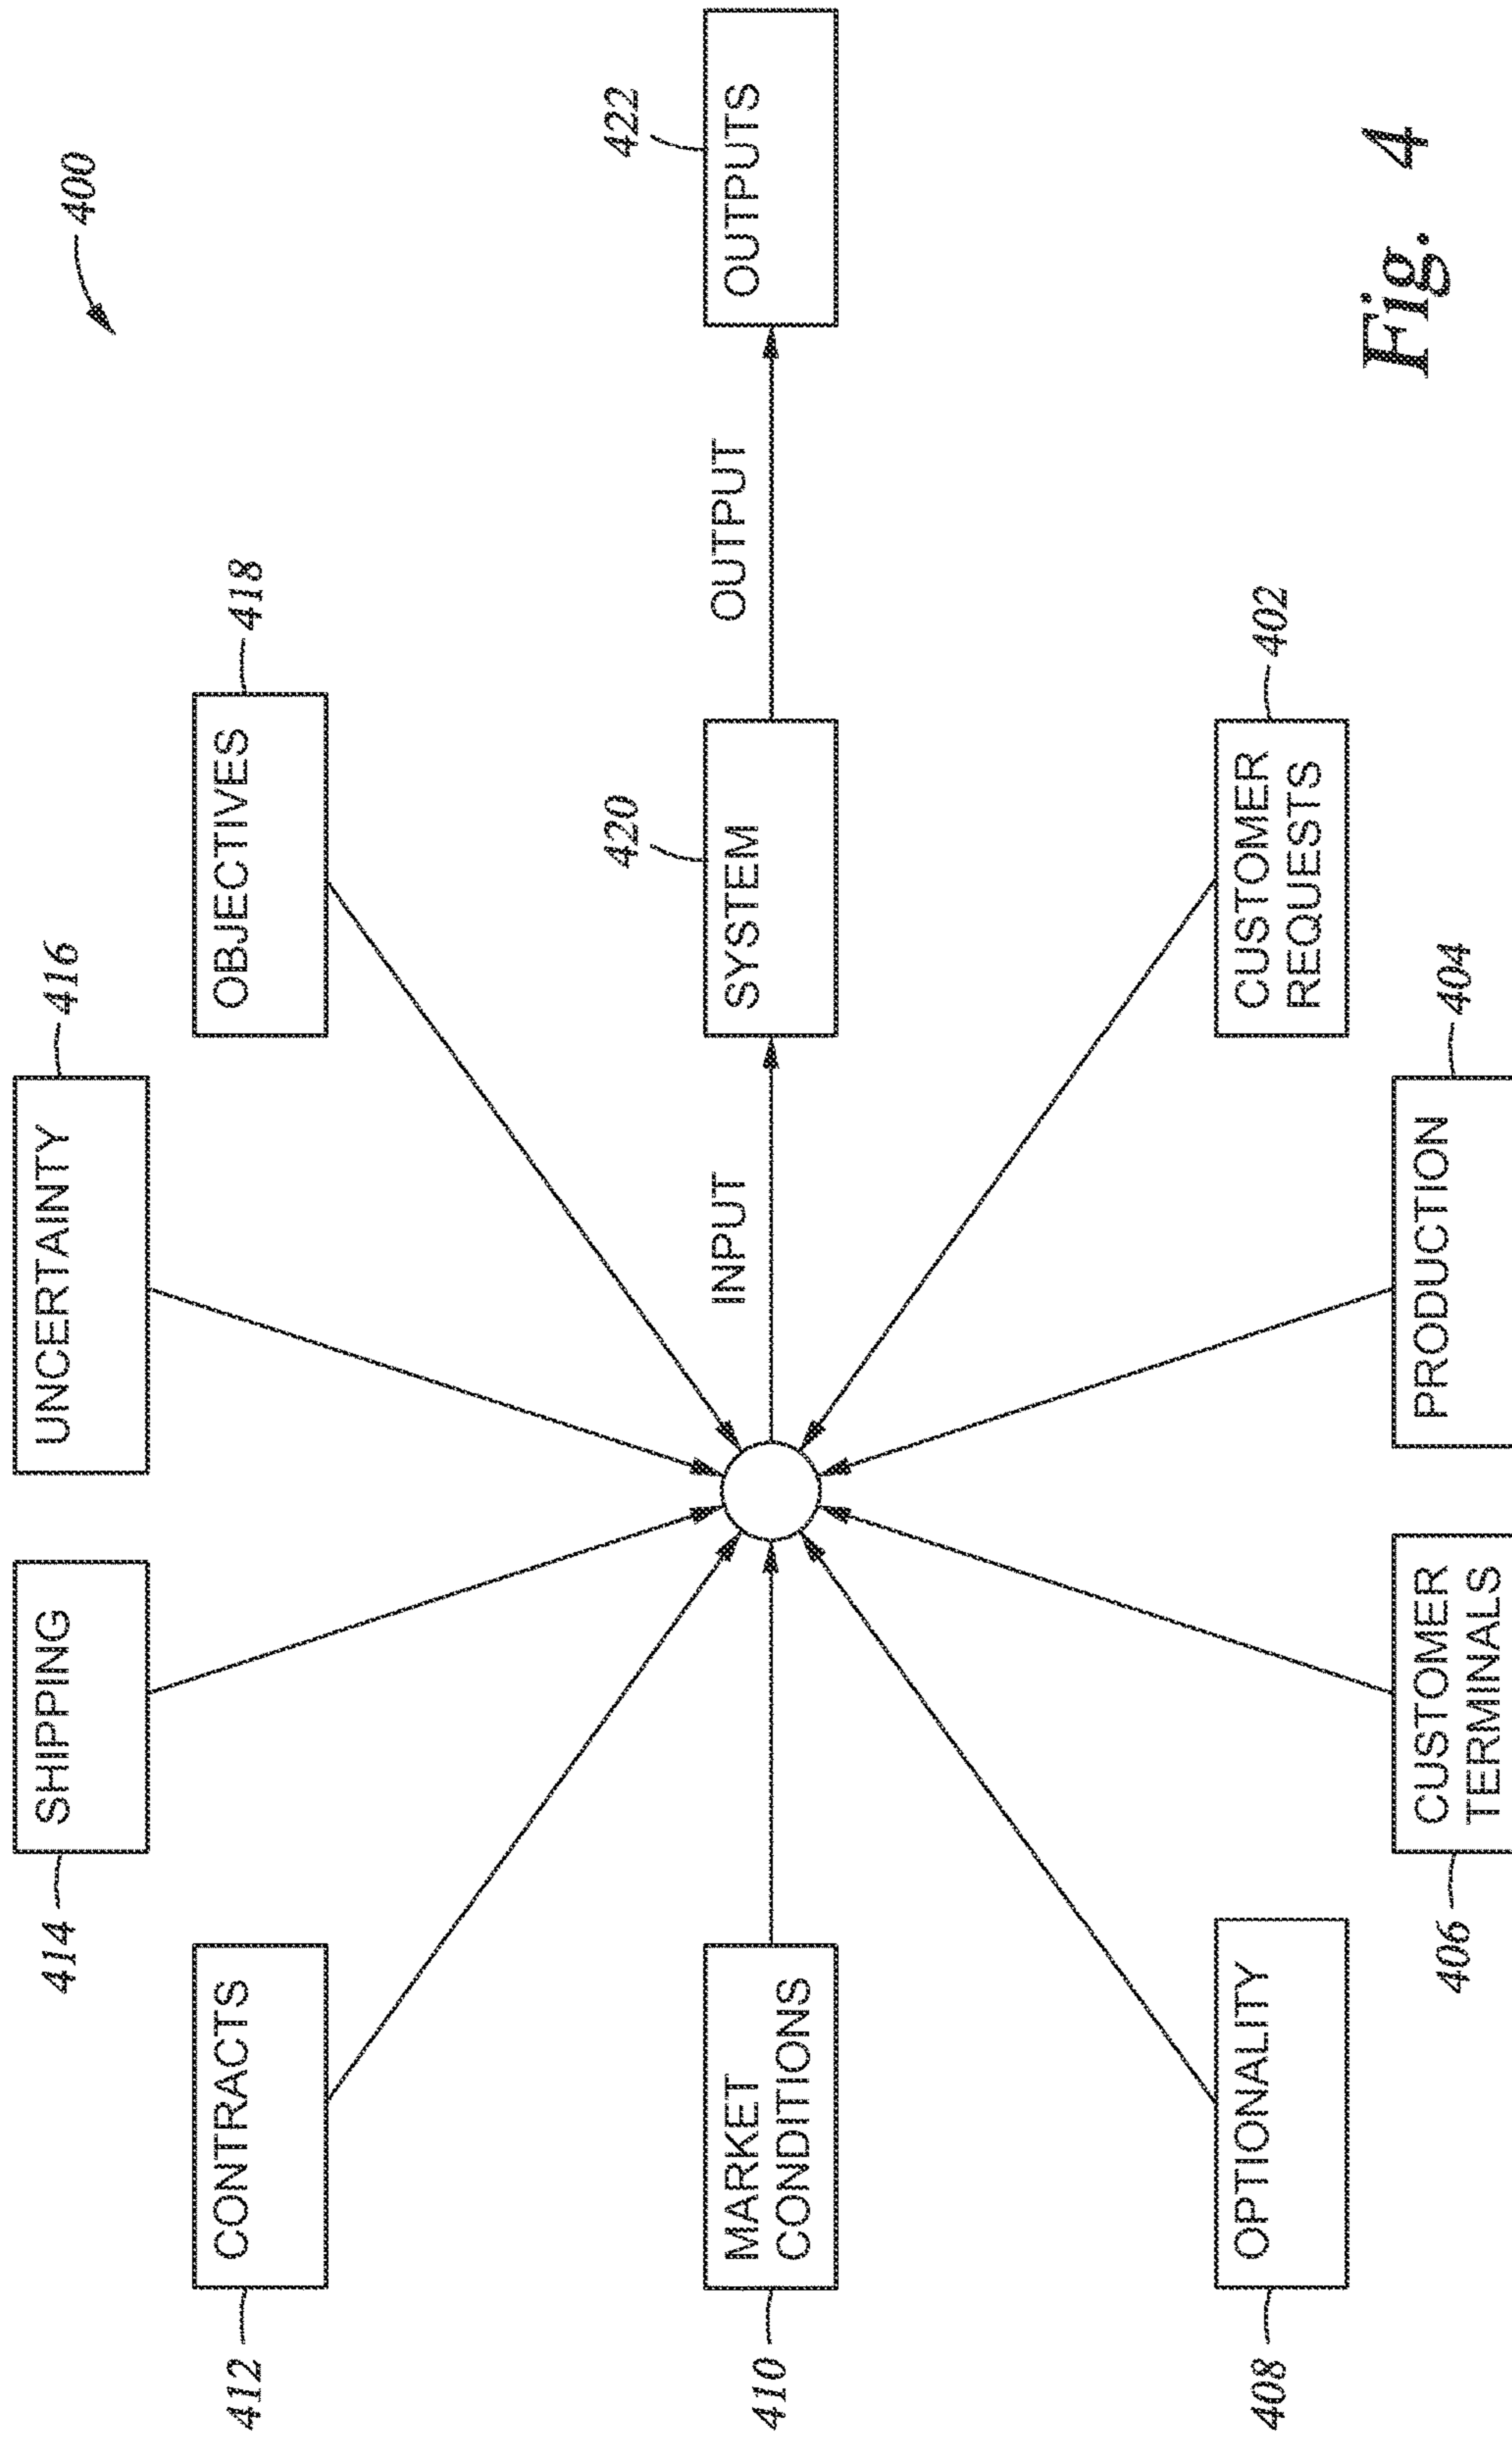 400
414
SHIPPING
UNCERTAINTY
416
412
CONTRACTS
OBJECTIVES
418
410
MARKET
CONDITIONS
INPUT
420
SYSTEM
OUTPUT
422
OUTPUTS
408
OPTIONALITY
CUSTOMER
REQUESTS
402
406
CUSTOMER
TERMINALS
PRODUCTION
404
Fig. 4